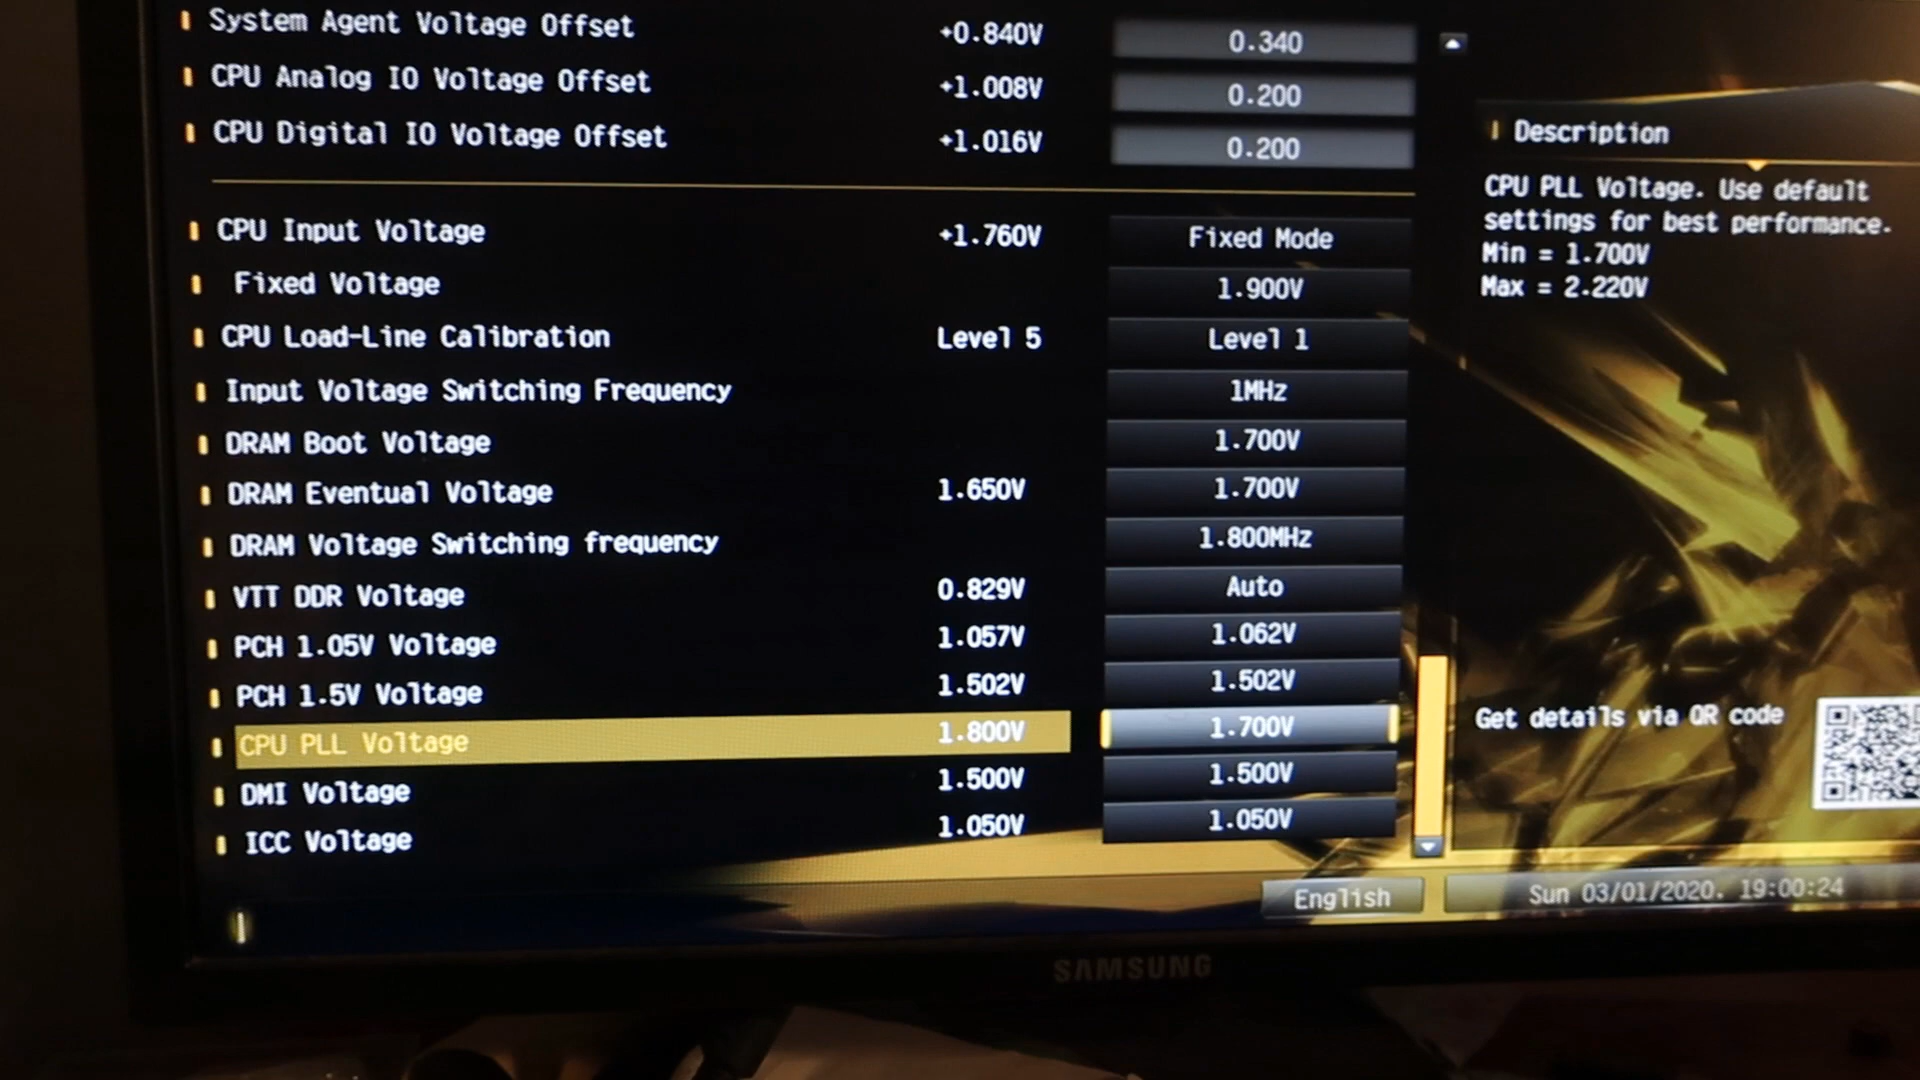 System Agent Voltage Offset +0.840V 0.340
CPU Analog IO Voltage Offset +1.008V 0.200
CPU Digital IO Voltage Offset +1.016V 0.200
CPU Input Voltage +1.760V Fixed Mode
Fixed Voltage 1.900V
CPU Load-Line Calibration Level 5 Level 1
Input Voltage Switching Frequency 1MHz
DRAM Boot Voltage 1.700V
DRAM Eventual Voltage 1.650V 1.700V
DRAM Voltage Switching frequency 1.800MHz
VTT DDR Voltage 0.829V Auto
PCH 1.05V Voltage 1.057V 1.062V
PCH 1.5V Voltage 1.502V 1.502V
CPU PLL Voltage 1.800V 1.700V
DMI Voltage 1.500V 1.500V
ICC Voltage 1.050V 1.050V
Description
CPU PLL Voltage. Use default
settings for best performance.
Min = 1.700V
Max = 2.220V
Get details via QR code
English
Sun 03/01/2020. 19:00:24
SAMSUNG